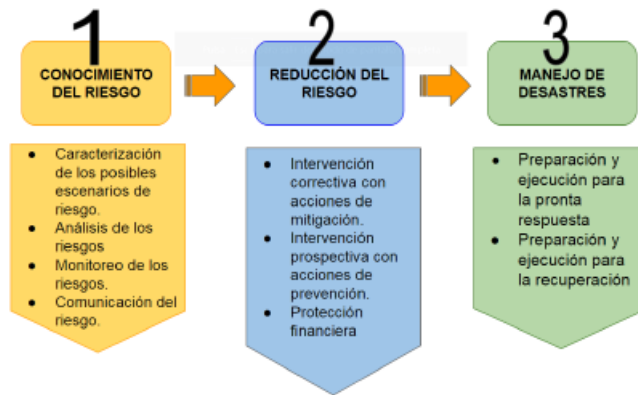 1
CONOCIMIENTO
DEL RIESGO
● Caracterización
de los posibles
escenarios de
riesgo.
● Análisis de los
riesgos
● Monitoreo de los
riesgos.
● Comunicación del
riesgo.
2
REDUCCIÓN DEL
RIESGO
● Intervención
correctiva con
acciones de
mitigación.
● Intervención
prospectiva con
acciones de
prevención.
● Protección
financiera
3
MANEJO DE
DESASTRES
● Preparación y
ejecución para
la pronta
respuesta
● Preparación y
ejecución para
la recuperación